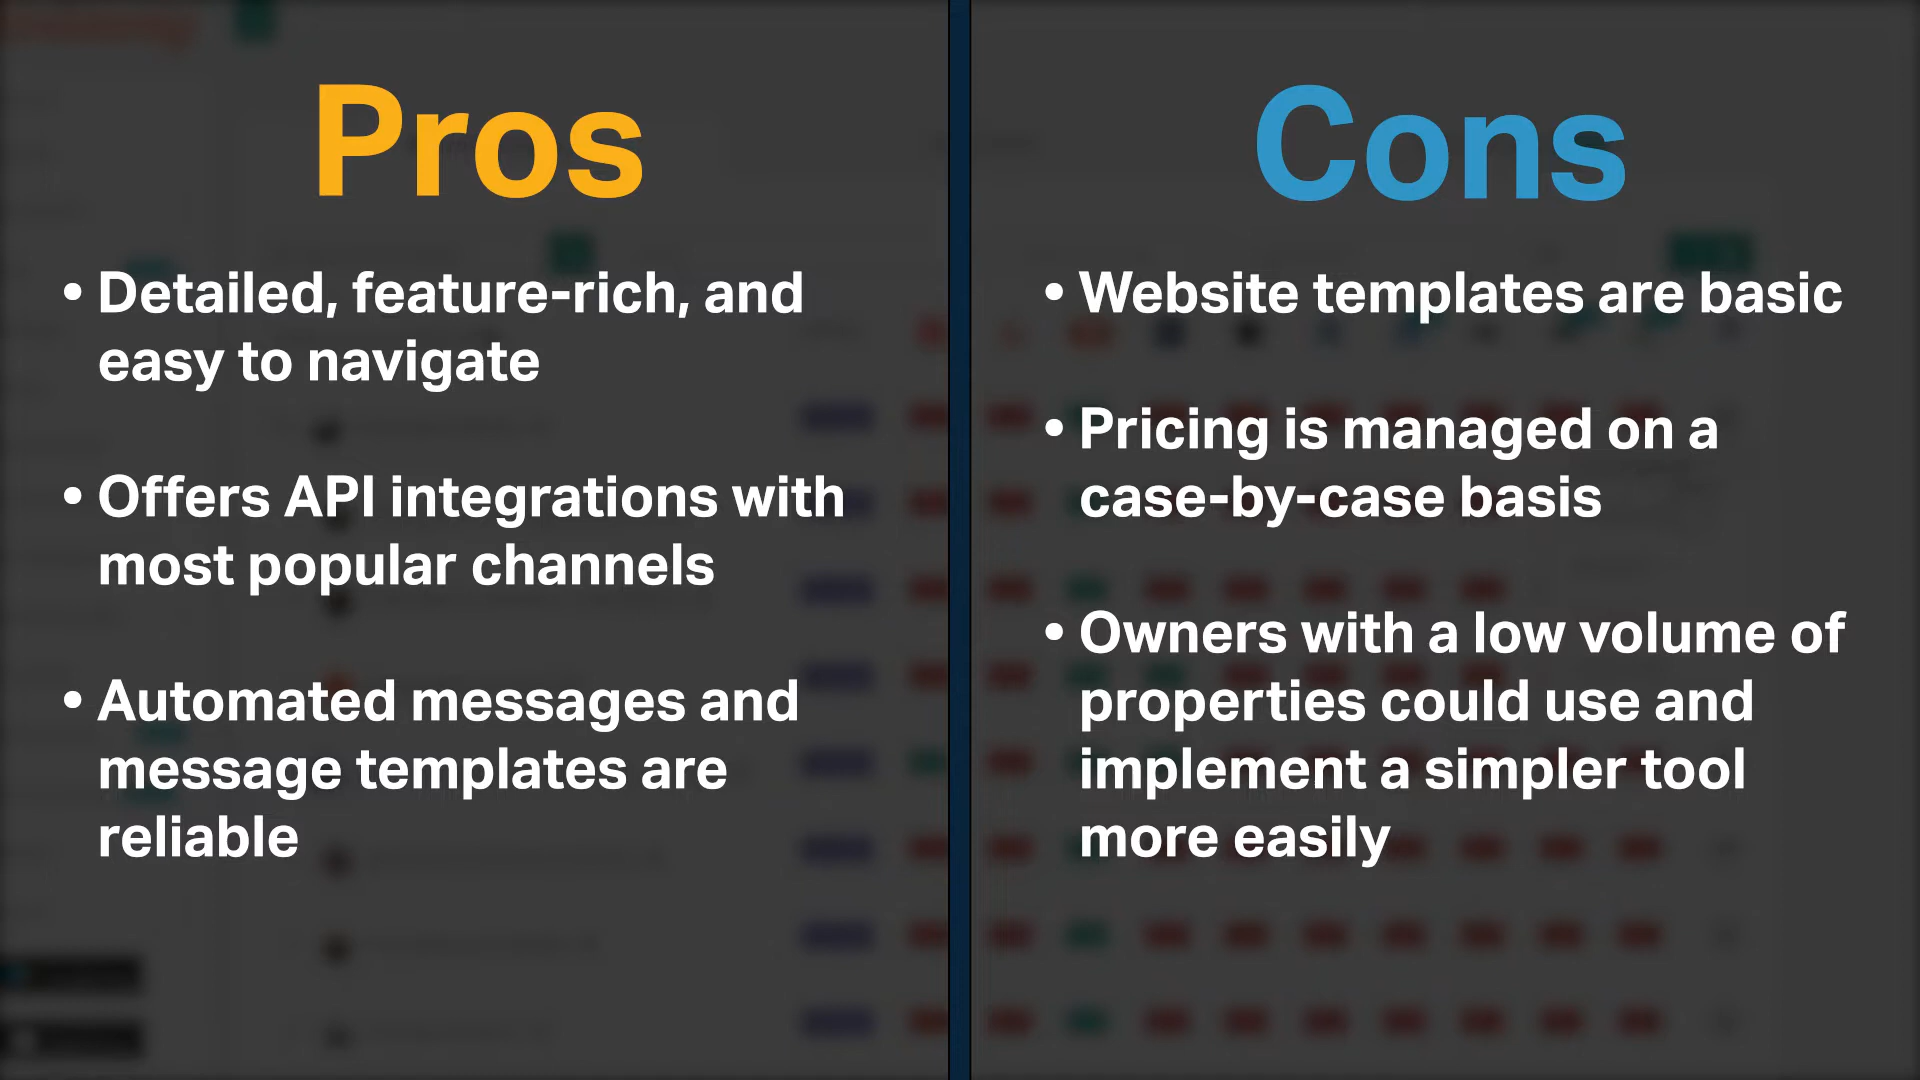 Pros
• Detailed, feature-rich, and
easy to navigate
• Offers API integrations with
most popular channels
• Automated messages and
message templates are
reliable
Cons
• Website templates are basic
• Pricing is managed on a
case-by-case basis
• Owners with a low volume of
properties could use and
implement a simpler tool
more easily